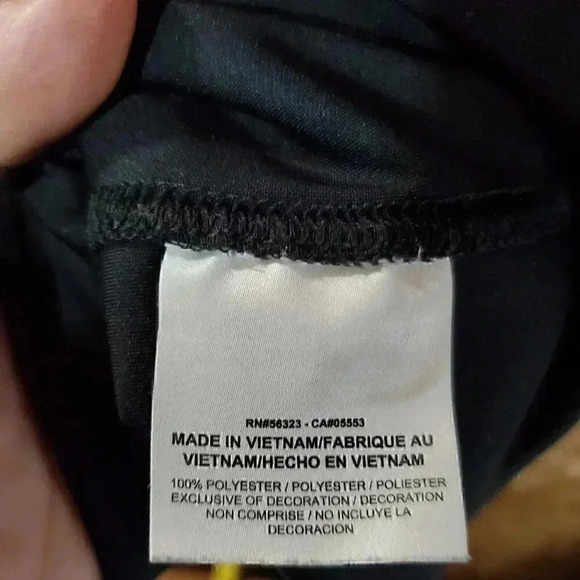 RN#56323 - CA#05553
MADE IN VIETNAM/FABRIQUE AU
VIETNAM/HECHO EN VIETNAM
100% POLYESTER / POLYESTER / POLIESTER
EXCLUSIVE OF DECORATION / DECORATION
NON COMPRISE / NO INCLUYE LA
DECORACION